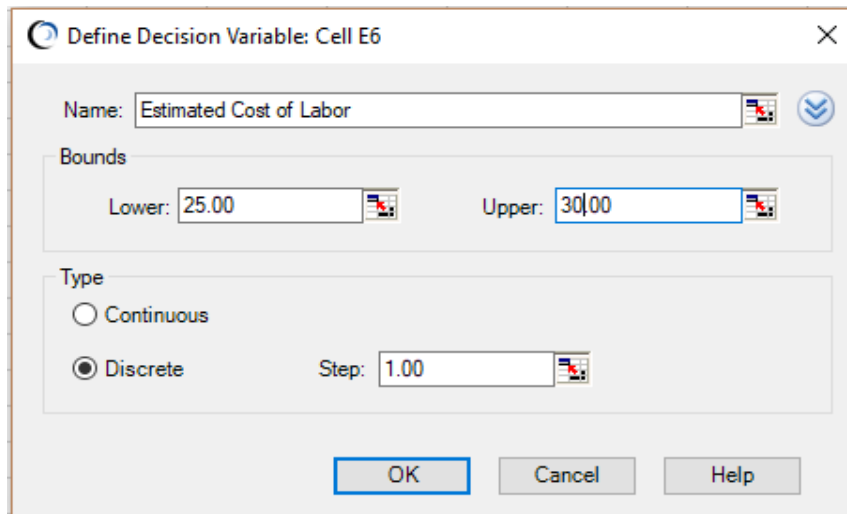 Define Decision Variable: Cell E6
Name: Estimated Cost of Labor
Bounds
Lower: 25.00 Upper: 30.00
Type
Continuous
Discrete Step: 1.00
OK Cancel Help